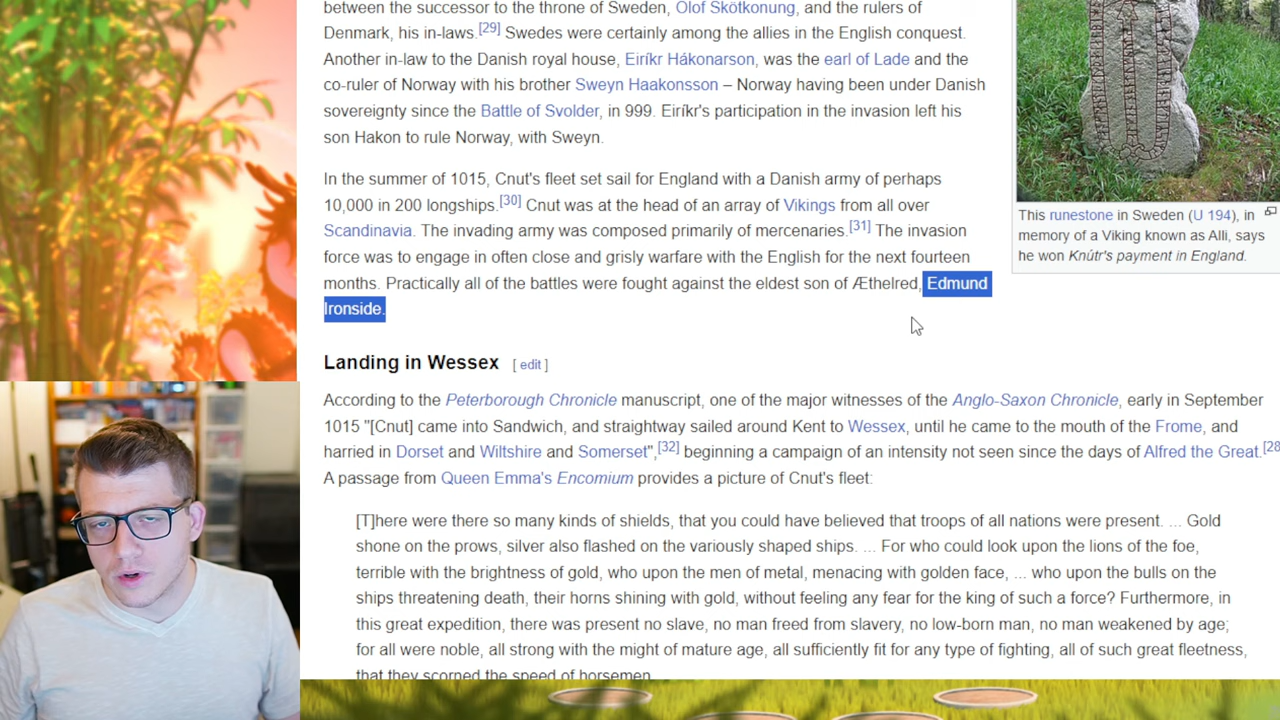 between the successor to the throne of Sweden, Olof Skötkonung, and the rulers of
Denmark, his in-laws.[29] Swedes were certainly among the allies in the English conquest.
Another in-law to the Danish royal house, Eiríkr Hákonarson, was the earl of Lade and the
co-ruler of Norway with his brother Sweyn Haakonsson – Norway having been under Danish
sovereignty since the Battle of Svolder, in 999. Eiríkr's participation in the invasion left his
son Hakon to rule Norway, with Sweyn.
In the summer of 1015, Cnut's fleet set sail for England with a Danish army of perhaps
10,000 in 200 longships.[30] Cnut was at the head of an array of Vikings from all over
Scandinavia. The invading army was composed primarily of mercenaries.[31] The invasion
force was to engage in often close and grisly warfare with the English for the next fourteen
months. Practically all of the battles were fought against the eldest son of Æthelred, Edmund
Ironside.
This runestone in Sweden (U 194), in
memory of a Viking known as Alli, says
he won Knútr's payment in England.
Landing in Wessex [ edit ]
According to the Peterborough Chronicle manuscript, one of the major witnesses of the Anglo-Saxon Chronicle, early in September
1015 "[Cnut] came into Sandwich, and straightway sailed around Kent to Wessex, until he came to the mouth of the Frome, and
harried in Dorset and Wiltshire and Somerset",[32] beginning a campaign of an intensity not seen since the days of Alfred the Great.[28
A passage from Queen Emma's Encomium provides a picture of Cnut's fleet:
[T]here were there so many kinds of shields, that you could have believed that troops of all nations were present. ... Gold
shone on the prows, silver also flashed on the variously shaped ships. ... For who could look upon the lions of the foe,
terrible with the brightness of gold, who upon the men of metal, menacing with golden face, ... who upon the bulls on the
ships threatening death, their horns shining with gold, without feeling any fear for the king of such a force? Furthermore, in
this great expedition, there was present no slave, no man freed from slavery, no low-born man, no man weakened by age;
for all were noble, all strong with the might of mature age, all sufficiently fit for any type of fighting, all of such great fleetness,
that they scorned the speed of horsemen.